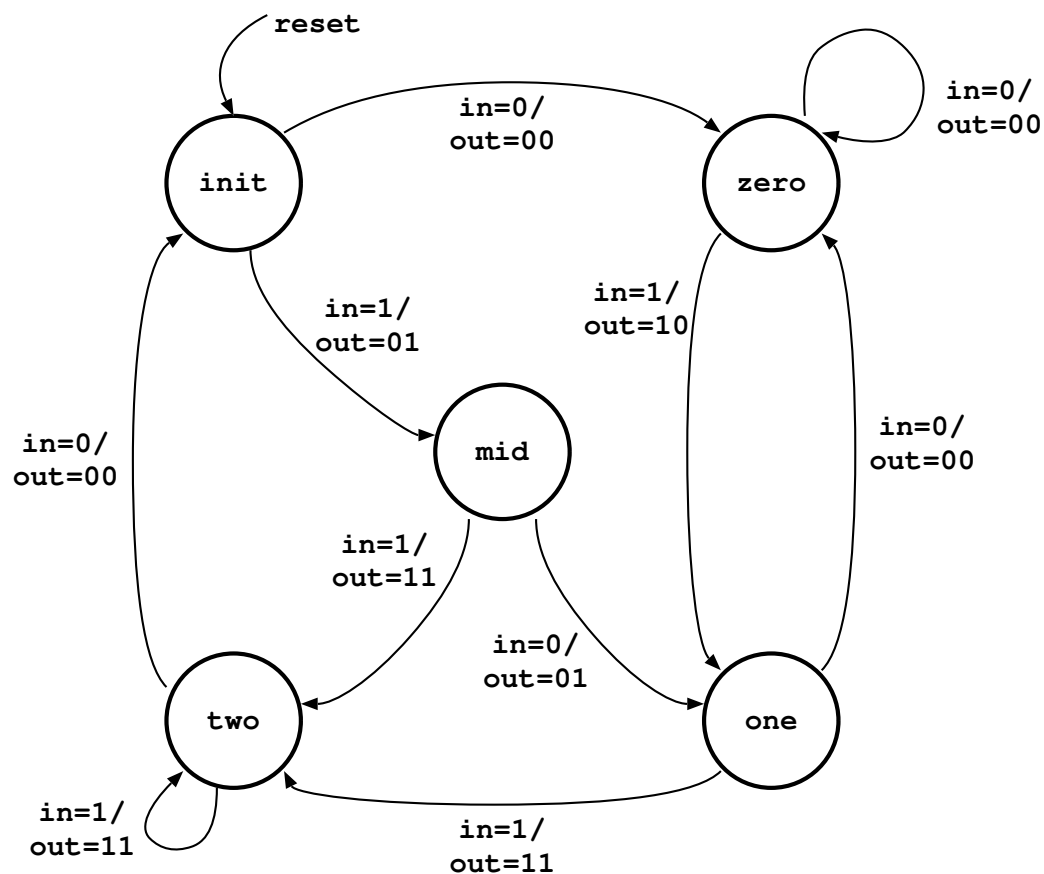 reset
in=0/
out=00
in=0/
out=00
init
zero
in=1/
out=01
in=1/
out=10
mid
in=0/
out=00
in=0/
out=00
in=1/
out=11
in=0/
out=01
two
one
in=1/
out=11
in=1/
out=11